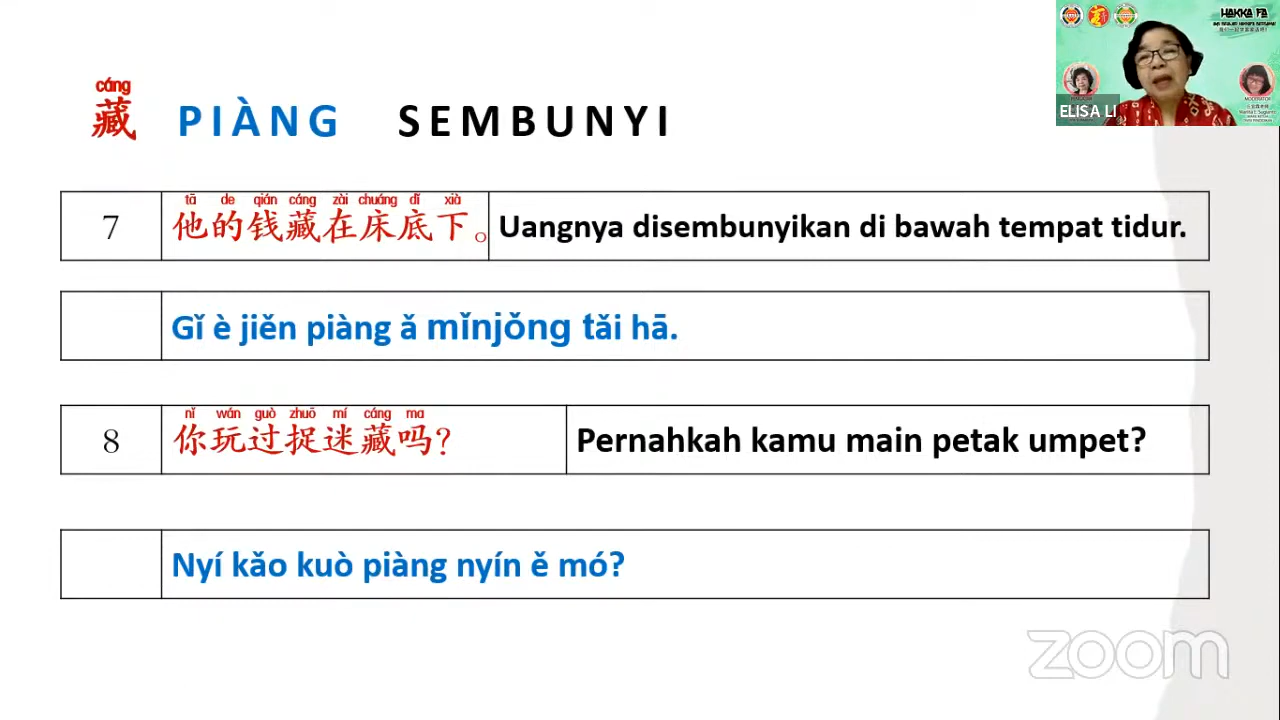 cáng
藏 PIÀNG SEMBUNYI
tā de qián cáng zài chuáng dǐ xià
7 他的钱藏在床底下。 Uangnya disembunyikan di bawah tempat tidur.
Gǐ è jiěn piàng ǎ mǐnjǒng tǎi hā.
nǐ wán guò zhuō mí cáng ma
8 你玩过捉迷藏吗? Pernahkah kamu main petak umpet?
Nyí kǎo kuò piàng nyín ě mó?
HAKKA FA
MODERATOR
ELISA LI
zoom